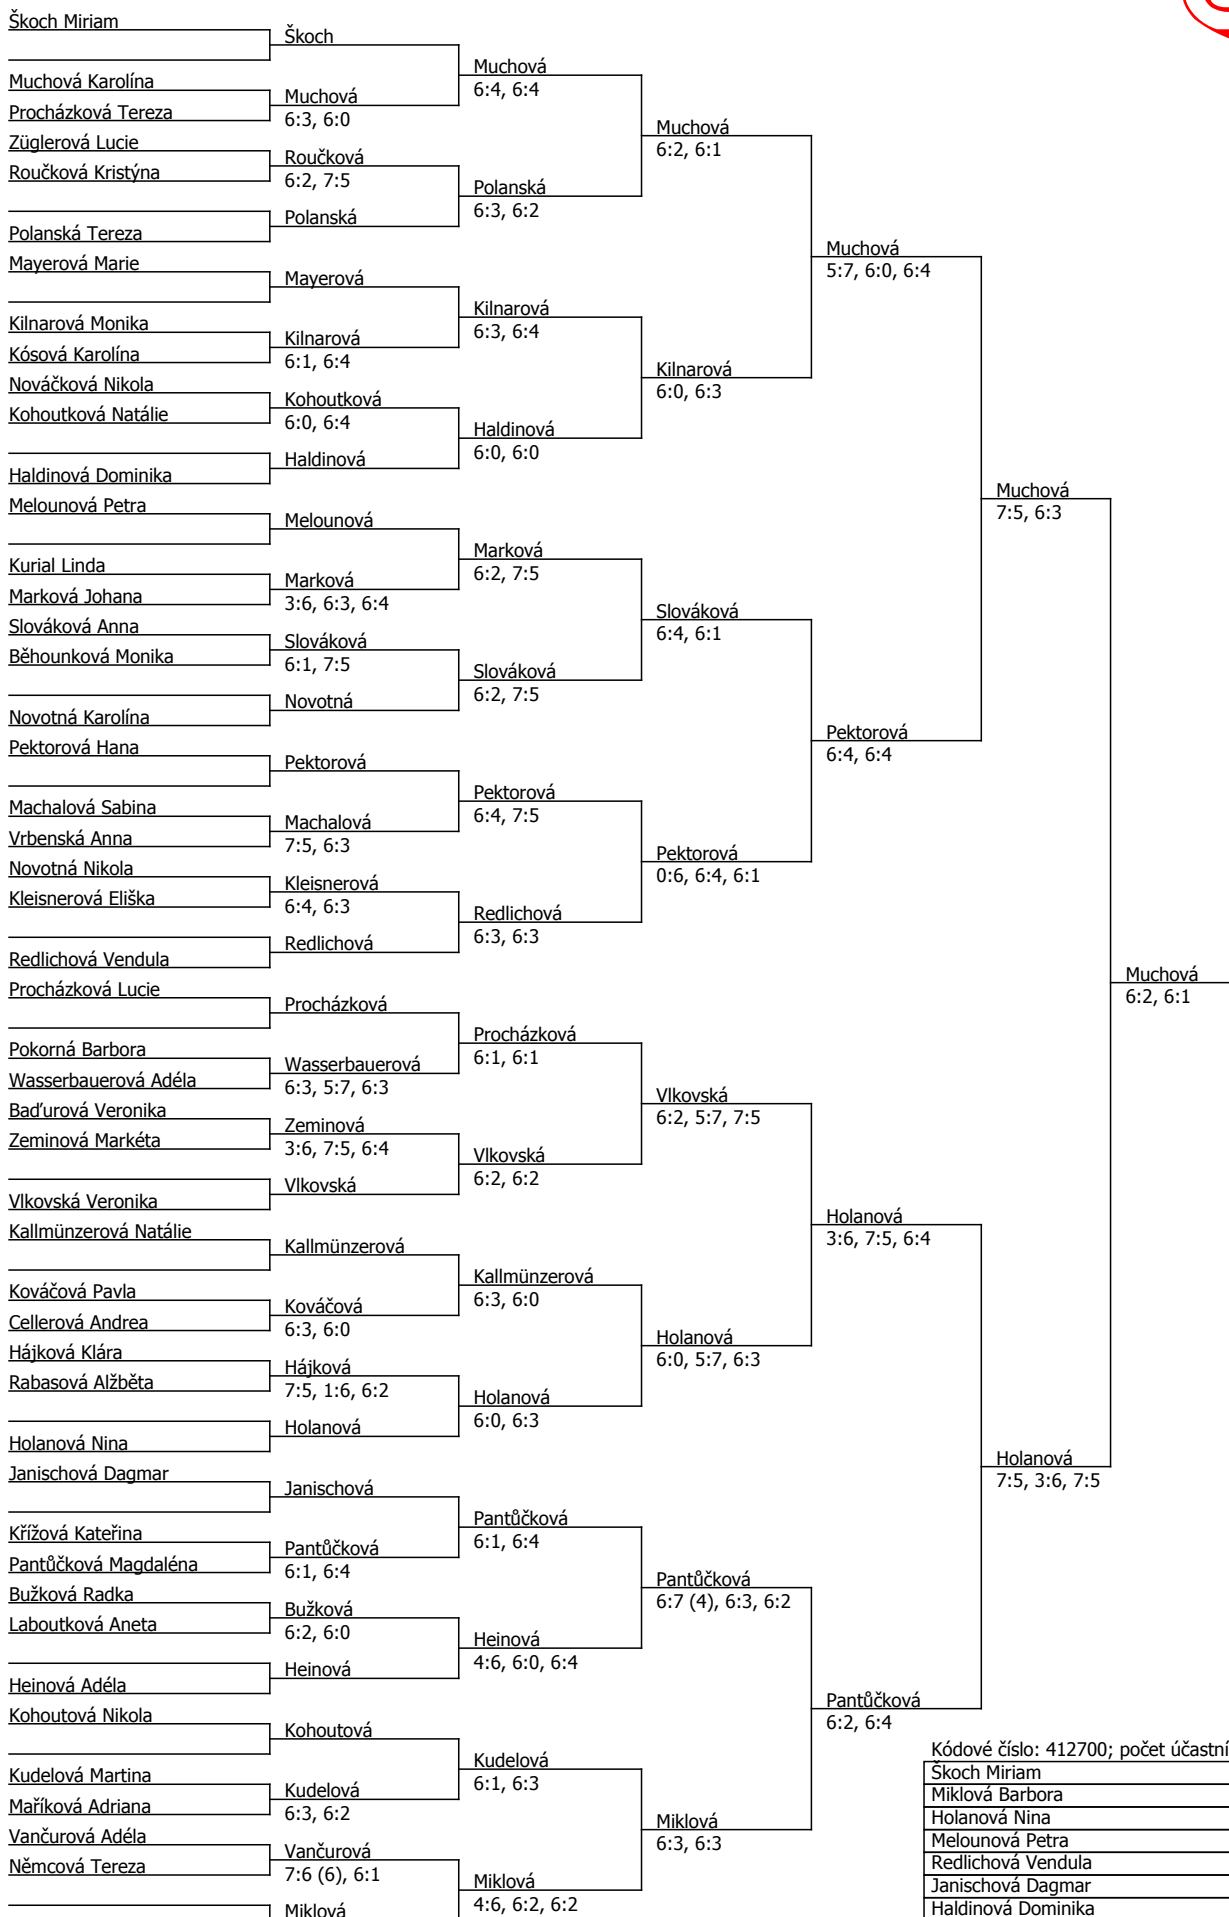 Škoch Miriam
Muchová Karolína
Procházková Tereza
Züglerová Lucie
Roučková Kristýna
Polanská Tereza
Mayerová Marie
Kilnarová Monika
Kósová Karolína
Nováčková Nikola
Kohoutková Natálie
Haldinová Dominika
Melounová Petra
Kurial Linda
Marková Johana
Slováková Anna
Běhounková Monika
Novotná Karolína
Pektorová Hana
Machalová Sabina
Vrbenská Anna
Novotná Nikola
Kleisnerová Eliška
Redlichová Vendula
Procházková Lucie
Pokorná Barbora
Wasserbauerová Adéla
Baďurová Veronika
Zeminová Markéta
Vlkovská Veronika
Kallmünzerová Natálie
Kováčová Pavla
Cellerová Andrea
Hájková Klára
Rabasová Alžběta
Holanová Nina
Janischová Dagmar
Křížová Kateřina
Pantůčková Magdaléna
Bužková Radka
Laboutková Aneta
Heinová Adéla
Kohoutová Nikola
Kudelová Martina
Maříková Adriana
Vančurová Adéla
Němcová Tereza
Škoch
Muchová
6:3, 6:0
Roučková
6:2, 7:5
Polanská
Mayerová
Kilnarová
6:1, 6:4
Kohoutková
6:0, 6:4
Haldinová
Melounová
Marková
3:6, 6:3, 6:4
Slováková
6:1, 7:5
Novotná
Pektorová
Machalová
7:5, 6:3
Kleisnerová
6:4, 6:3
Redlichová
Procházková
Wasserbauerová
6:3, 5:7, 6:3
Zeminová
3:6, 7:5, 6:4
Vlkovská
Kallmünzerová
Kováčová
6:3, 6:0
Hájková
7:5, 1:6, 6:2
Holanová
Janischová
Pantůčková
6:1, 6:4
Bužková
6:2, 6:0
Heinová
Kohoutová
Kudelová
6:3, 6:2
Vančurová
7:6 (6), 6:1
Miklová
Muchová
6:4, 6:4
Polanská
6:3, 6:2
Kilnarová
6:3, 6:4
Haldinová
6:0, 6:0
Marková
6:2, 7:5
Slováková
6:2, 7:5
Pektorová
6:4, 7:5
Redlichová
6:3, 6:3
Procházková
6:1, 6:1
Vlkovská
6:2, 6:2
Kallmünzerová
6:3, 6:0
Holanová
6:0, 6:3
Pantůčková
6:1, 6:4
Heinová
4:6, 6:0, 6:4
Kudelová
6:1, 6:3
Miklová
4:6, 6:2, 6:2
Muchová
6:2, 6:1
Kilnarová
6:0, 6:3
Slováková
6:4, 6:1
Pektorová
0:6, 6:4, 6:1
Vlkovská
6:2, 5:7, 7:5
Holanová
6:0, 5:7, 6:3
Pantůčková
6:7 (4), 6:3, 6:2
Miklová
6:3, 6:3
Muchová
5:7, 6:0, 6:4
Pektorová
6:4, 6:4
Holanová
3:6, 7:5, 6:4
Pantůčková
6:2, 6:4
Muchová
7:5, 6:3
Holanová
7:5, 3:6, 7:5
Muchová
6:2, 6:1
Kódové číslo: 412700; počet účastní
Škoch Miriam
Miklová Barbora
Holanová Nina
Melounová Petra
Redlichová Vendula
Janischová Dagmar
Haldinová Dominika